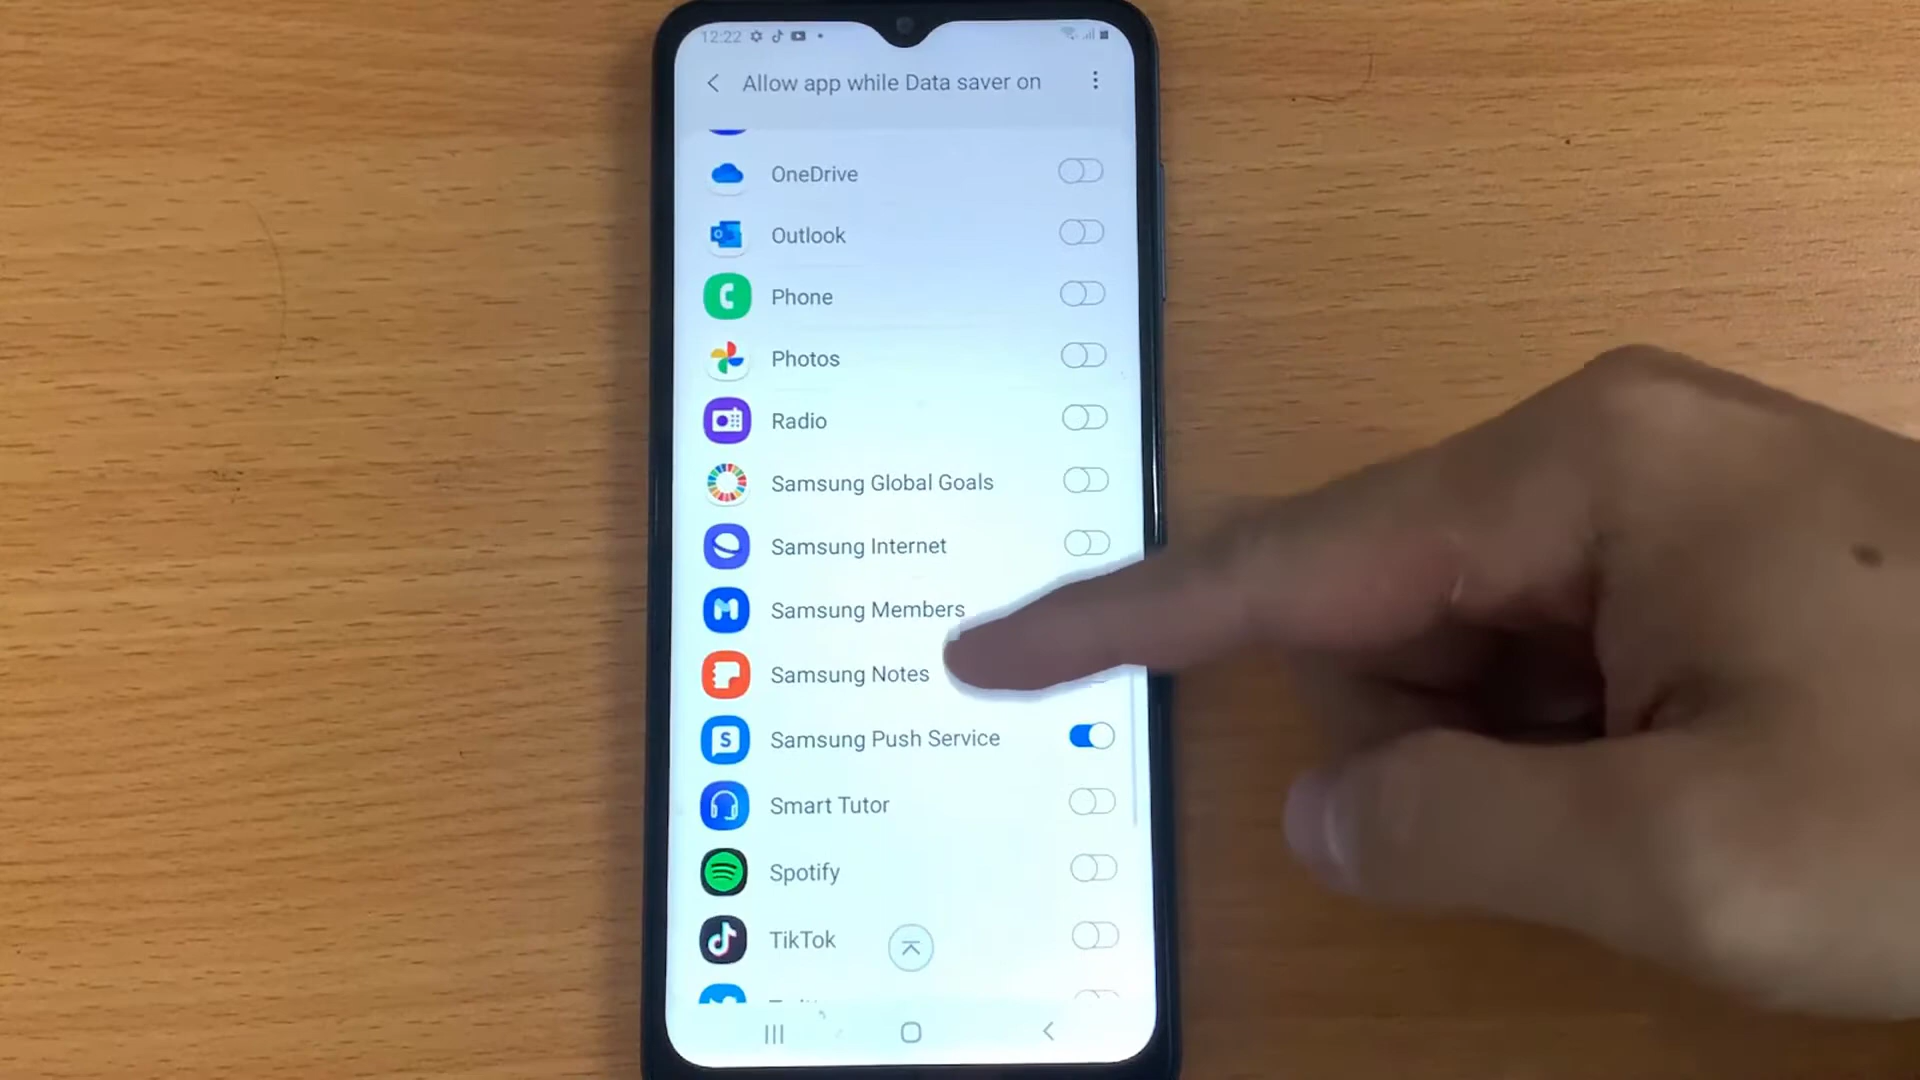 12:22
Allow app while Data saver on
OneDrive
Outlook
Phone
Photos
Radio
Samsung Global Goals
Samsung Internet
Samsung Members
Samsung Notes
Samsung Push Service
Smart Tutor
Spotify
TikTok